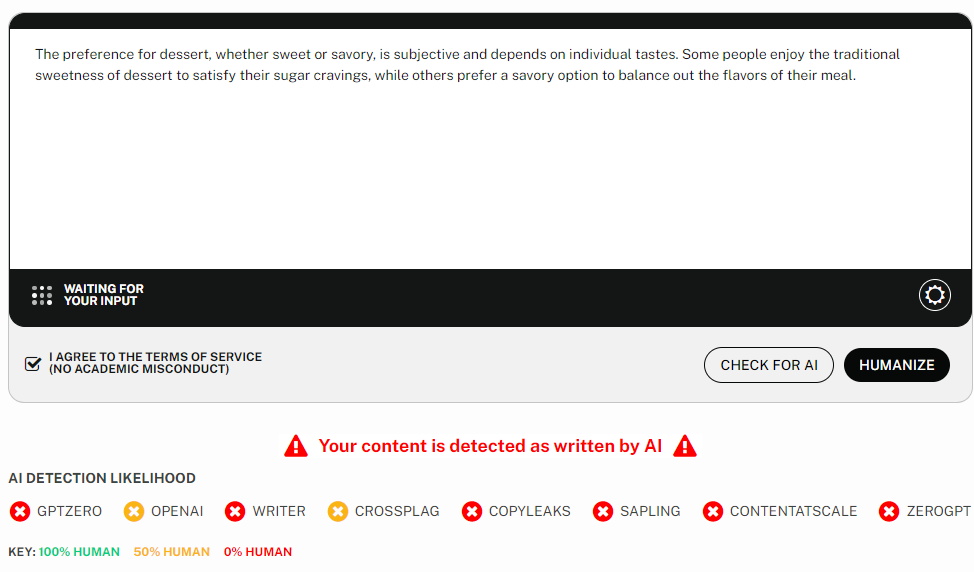 The preference for dessert, whether sweet or savory, is subjective and depends on individual tastes. Some people enjoy the traditional
sweetness of dessert to satisfy their sugar cravings, while others prefer a savory option to balance out the flavors of their meal.
WAITING FOR
YOUR INPUT
I AGREE TO THE TERMS OF SERVICE
(NO ACADEMIC MISCONDUCT)
CHECK FOR AI
HUMANIZE
Your content is detected as written by AI
AI DETECTION LIKELIHOOD
GPTZERO OPENAI WRITER CROSSPLAG COPYLEAKS SAPLING CONTENTATSCALE ZEROGPT
KEY: 100% HUMAN 50% HUMAN 0% HUMAN